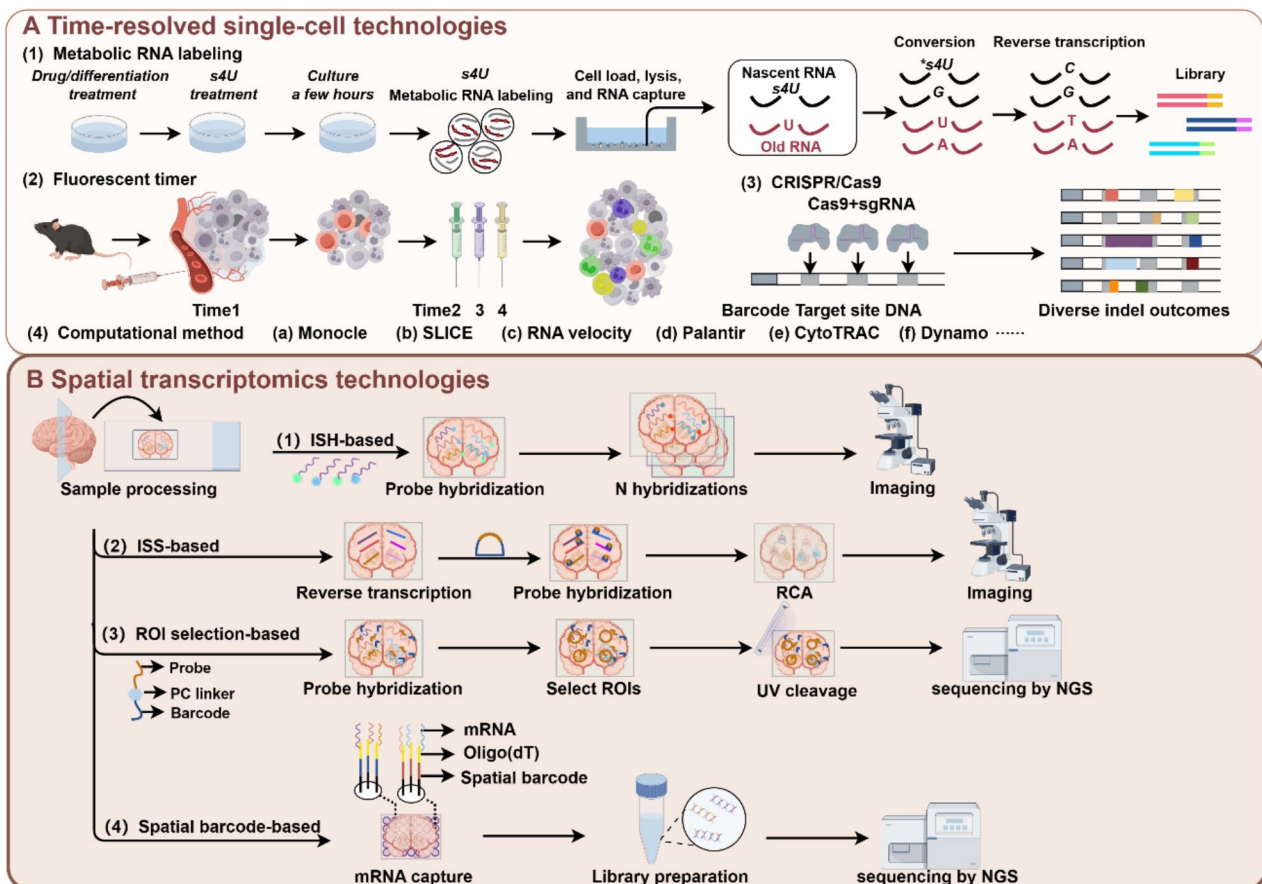 A Time-resolved single-cell technologies
(1) Metabolic RNA labeling
Drug/differentiation
treatment
s4U
treatment
Culture
a few hours
s4U
Metabolic RNA labeling
Cell load, lysis,
and RNA capture
Nascent RNA
s4U
U
Old RNA
Conversion
*s4U
G
U
A
Reverse transcription
C
G
T
A
Library
(2) Fluorescent timer
Time1
Time2 3 4
(3) CRISPR/Cas9
Cas9+sgRNA
Barcode Target site DNA
Diverse indel outcomes
(4) Computational method (a) Monocle (b) SLICE (c) RNA velocity (d) Palantir (e) CytoTRAC (f) Dynamo ······
B Spatial transcriptomics technologies
Sample processing
(1) ISH-based
Probe hybridization
N hybridizations
Imaging
(2) ISS-based
Reverse transcription
Probe hybridization
RCA
Imaging
(3) ROI selection-based
Probe
PC linker
Barcode
Probe hybridization
Select ROIs
UV cleavage
sequencing by NGS
mRNA
Oligo(dT)
Spatial barcode
(4) Spatial barcode-based
mRNA capture
Library preparation
sequencing by NGS